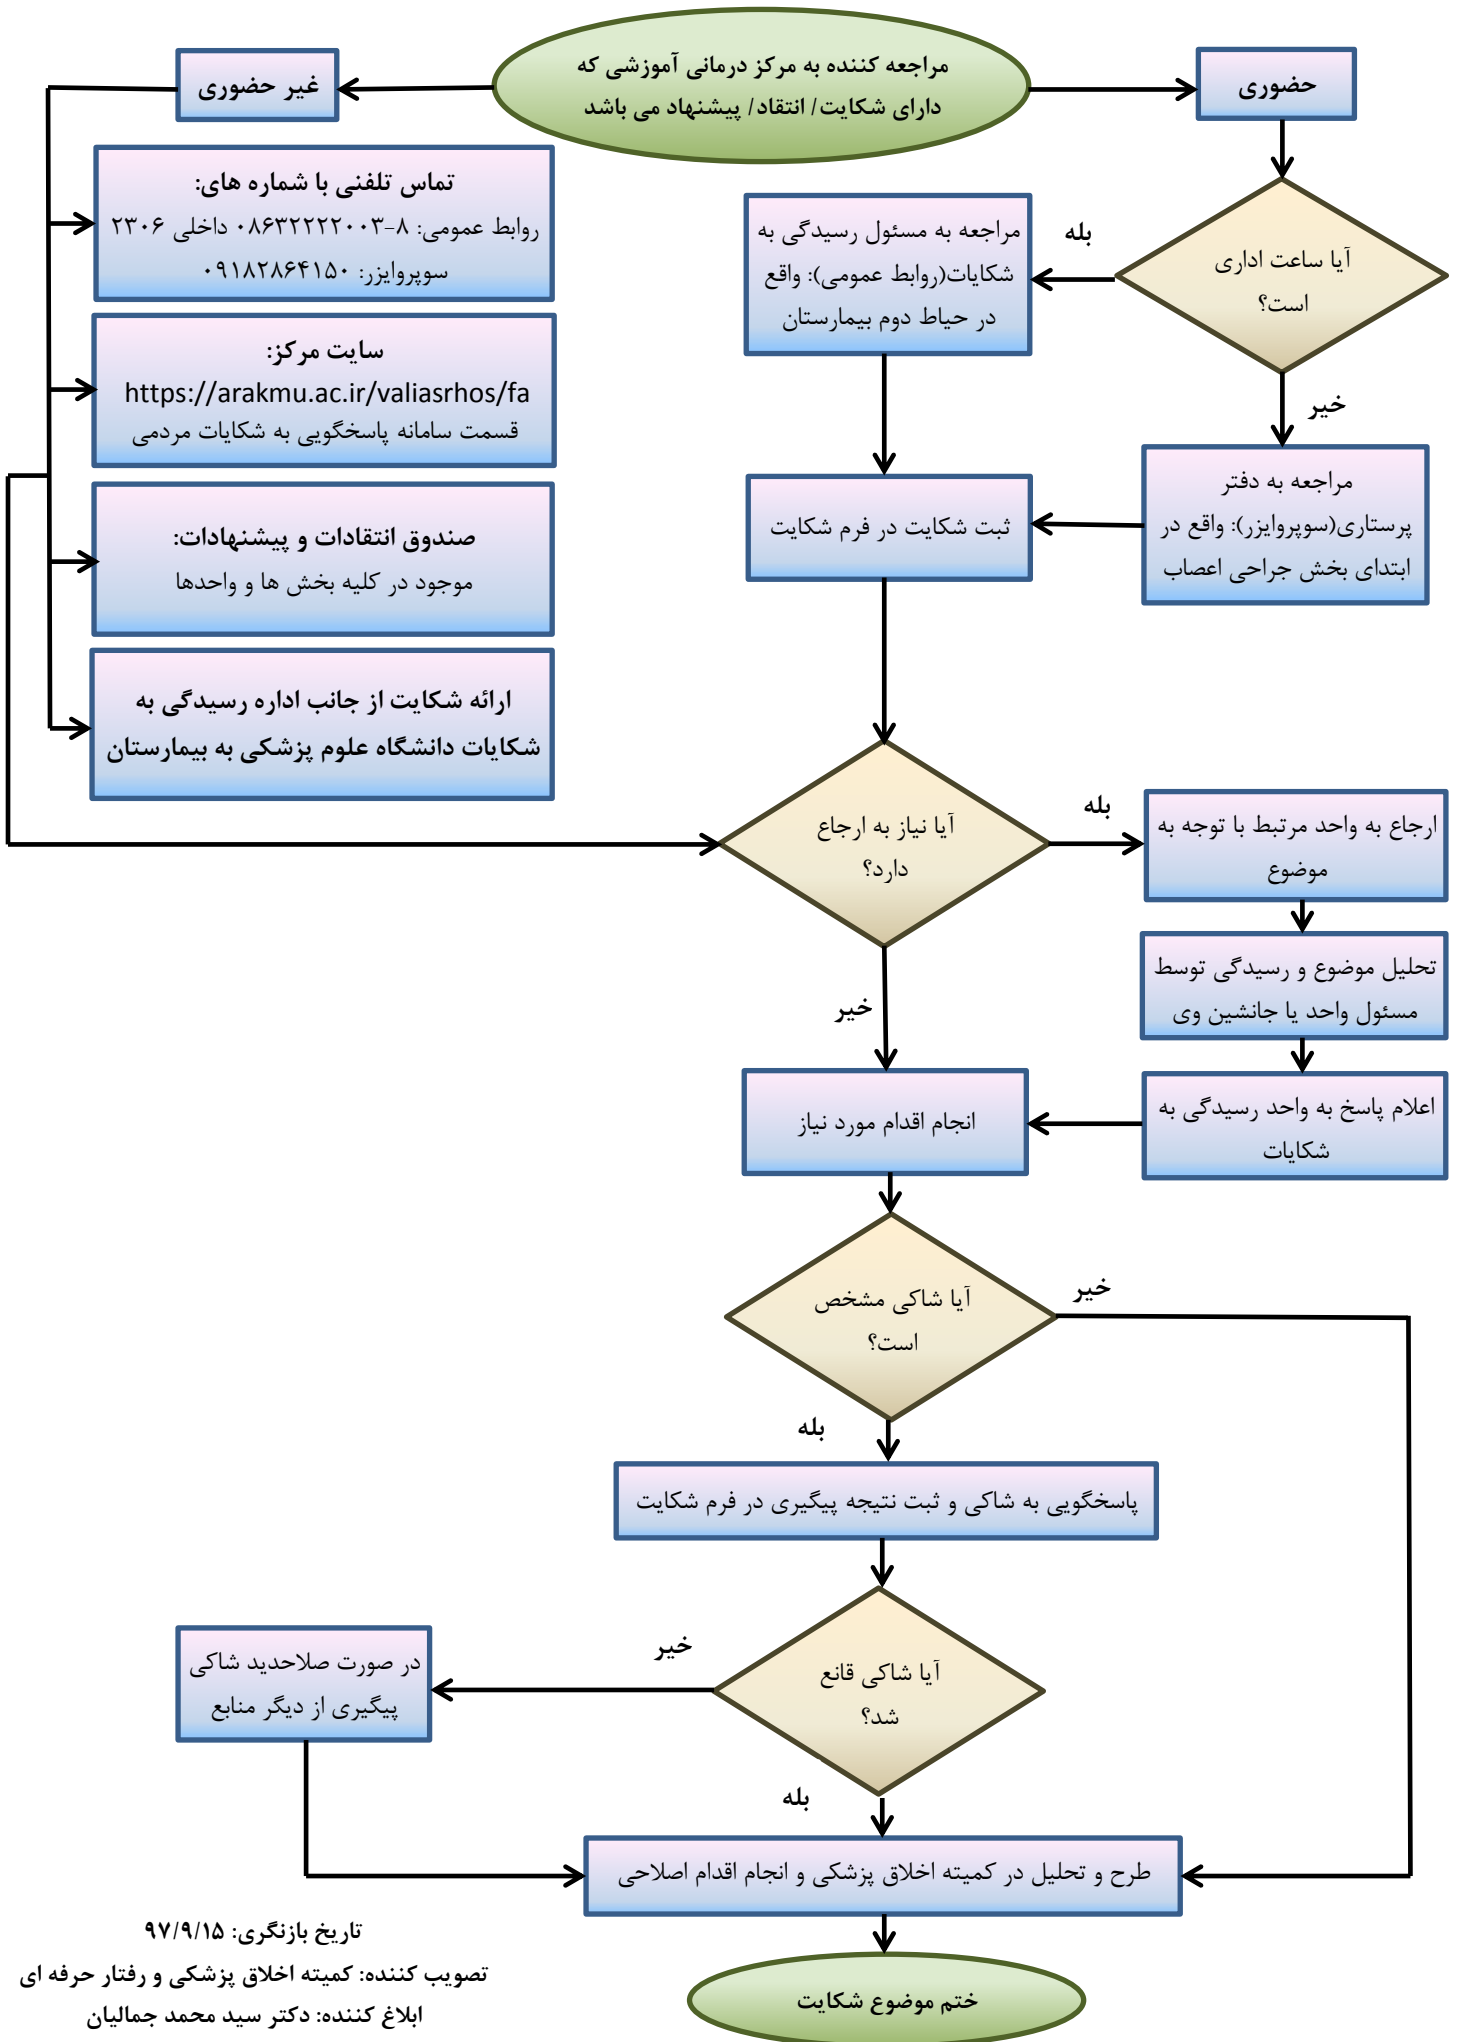 مراجعه کننده به مرکز درمانی آموزشی که
دارای شکایت/ انتقاد/ پیشنهاد می باشد
حضوری
غیر حضوری
تماس تلفنی با شماره های:
روابط عمومی: ۸-۰۸۶۳۲۲۲۲۰۰۳ داخلی ۲۳۰۶
سوپروایزر: ۰۹۱۸۲۸۶۴۱۵۰
سایت مرکز:
https://arakmu.ac.ir/valiasrhos/fa
قسمت سامانه پاسخگویی به شکایات مردمی
صندوق انتقادات و پیشنهادات:
موجود در کلیه بخش ها و واحدها
ارائه شکایت از جانب اداره رسیدگی به
شکایات دانشگاه علوم پزشکی به بیمارستان
آیا ساعت اداری
است؟
بله
مراجعه به مسئول رسیدگی به
شکایات(روابط عمومی): واقع
در حیاط دوم بیمارستان
خیر
مراجعه به دفتر
پرستاری(سوپروایزر): واقع در
ابتدای بخش جراحی اعصاب
ثبت شکایت در فرم شکایت
آیا نیاز به ارجاع
دارد؟
بله
ارجاع به واحد مرتبط با توجه به
موضوع
تحلیل موضوع و رسیدگی توسط
مسئول واحد یا جانشین وی
اعلام پاسخ به واحد رسیدگی به
شکایات
خیر
انجام اقدام مورد نیاز
آیا شاکی مشخص
است؟
خیر
بله
پاسخگویی به شاکی و ثبت نتیجه پیگیری در فرم شکایت
آیا شاکی قانع
شد؟
خیر
در صورت صلاحدید شاکی
پیگیری از دیگر منابع
بله
طرح و تحلیل در کمیته اخلاق پزشکی و انجام اقدام اصلاحی
ختم موضوع شکایت
تاریخ بازنگری: ۹۷/۹/۱۵
تصویب کننده: کمیته اخلاق پزشکی و رفتار حرفه ای
ابلاغ کننده: دکتر سید محمد جمالیان